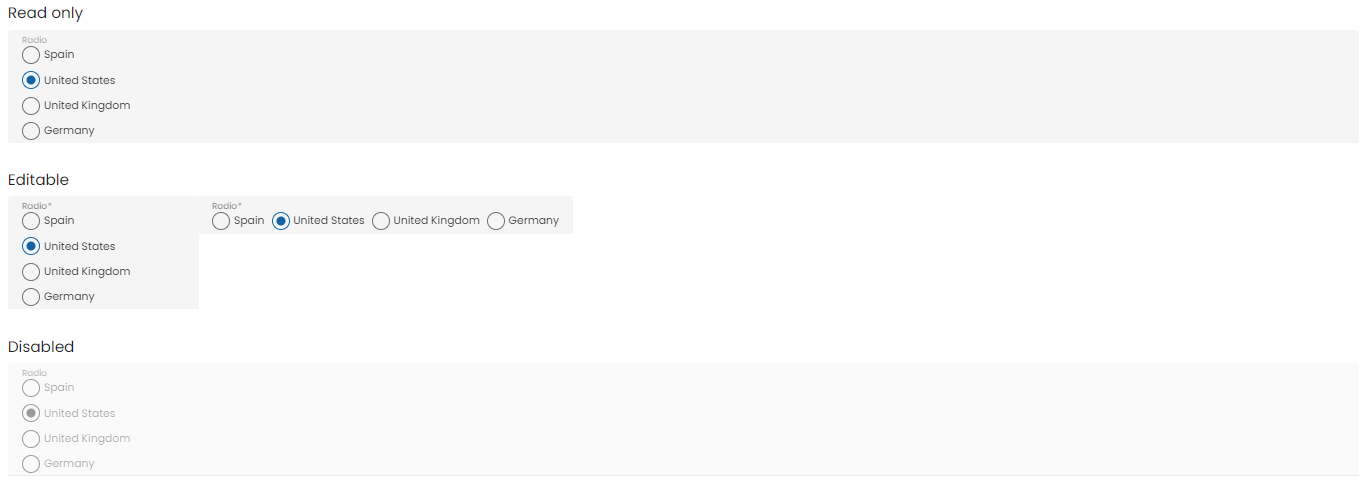 Read only
Radio
Spain
United States
United Kingdom
Germany
Editable
Radio*
Spain
United States
United Kingdom
Germany
Radio*
Spain United States United Kingdom Germany
Disabled
Radio
Spain
United States
United Kingdom
Germany